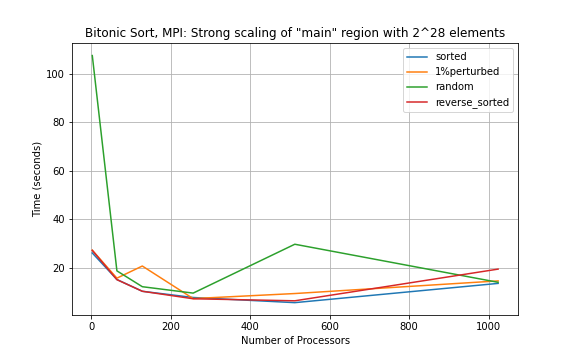 Bitonic Sort, MPI: Strong scaling of "main" region with 2^28 elements
sorted
1%perturbed
random
reverse_sorted
Time (seconds)
100
80
60
40
20
0
200
400
600
800
1000
Number of Processors